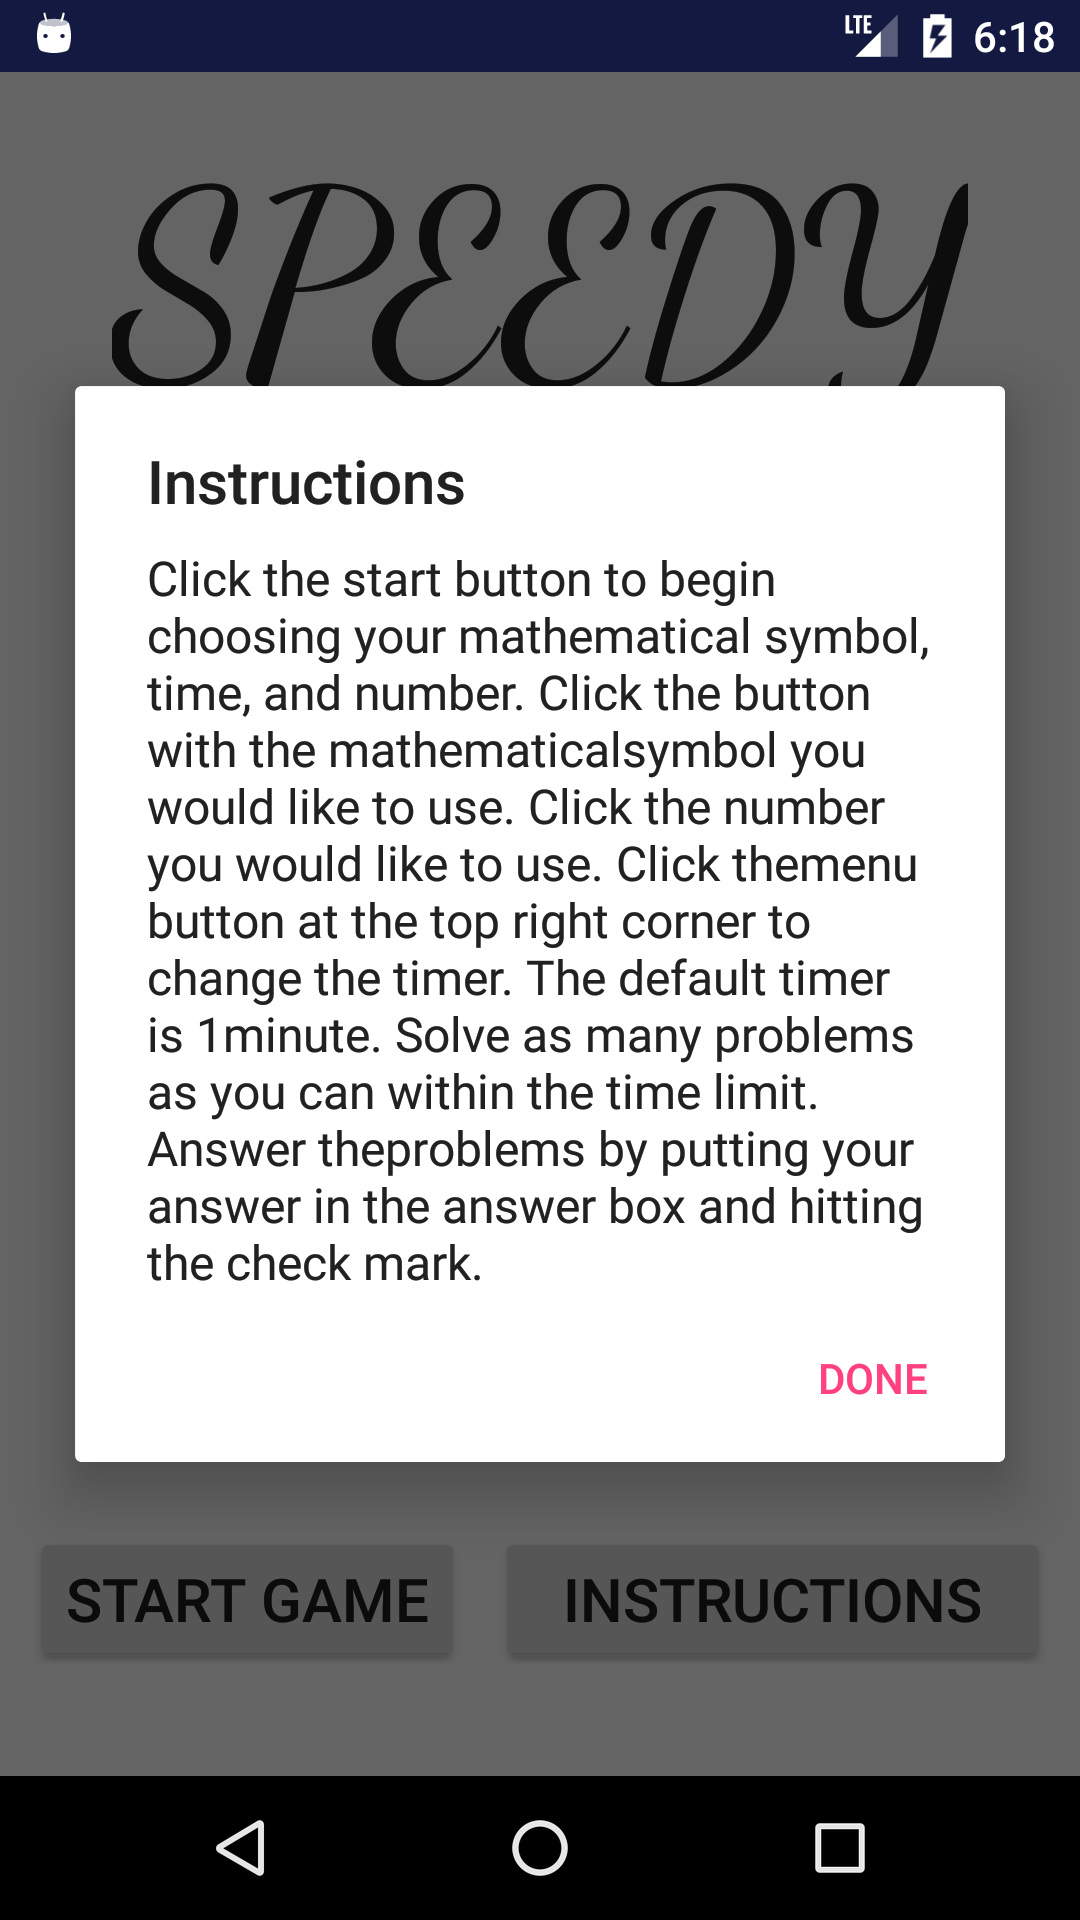 LTE 6:18
SPEEDY
Instructions
Click the start button to begin
choosing your mathematical symbol,
time, and number. Click the button
with the mathematicalsymbol you
would like to use. Click the number
you would like to use. Click themenu
button at the top right corner to
change the timer. The default timer
is 1minute. Solve as many problems
as you can within the time limit.
Answer theproblems by putting your
answer in the answer box and hitting
the check mark.
DONE
START GAME INSTRUCTIONS